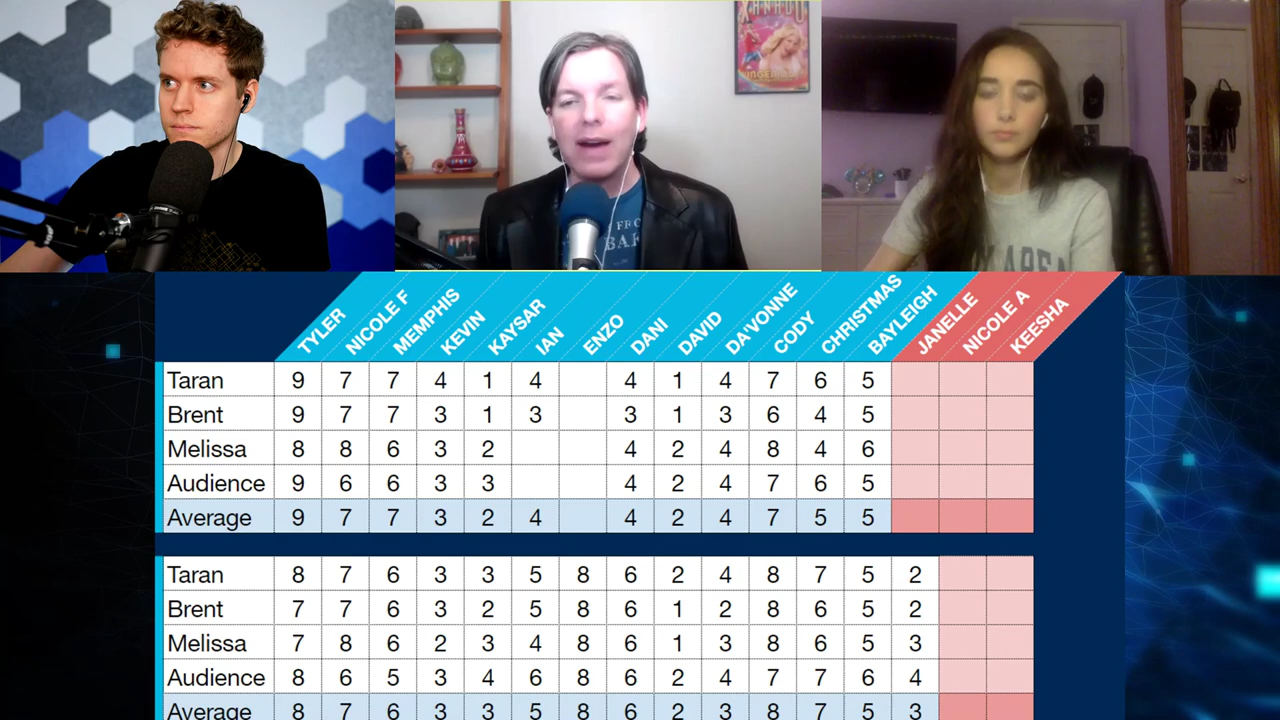 XANADU
FRO
BAK
PAREA
TYLER NICOLE F MEMPHIS KEVIN KAYSAR IAN ENZO DANI DAVID DA'VONNE CODY CHRISTMAS BAYLEIGH JANELLE NICOLE A KEESHA
Taran 9 7 7 4 1 4 4 1 4 7 6 5
Brent 9 7 7 3 1 3 3 1 3 6 4 5
Melissa 8 8 6 3 2 4 2 4 8 4 6
Audience 9 6 6 3 3 4 2 4 7 6 5
Average 9 7 7 3 2 4 4 2 4 7 5 5
Taran 8 7 6 3 3 5 8 6 2 4 8 7 5 2
Brent 7 7 6 3 2 5 8 6 1 2 8 6 5 2
Melissa 7 8 6 2 3 4 8 6 1 3 8 6 5 3
Audience 8 6 5 3 4 6 8 6 2 4 7 7 6 4
Average 8 7 6 3 3 5 8 6 2 3 8 7 5 3